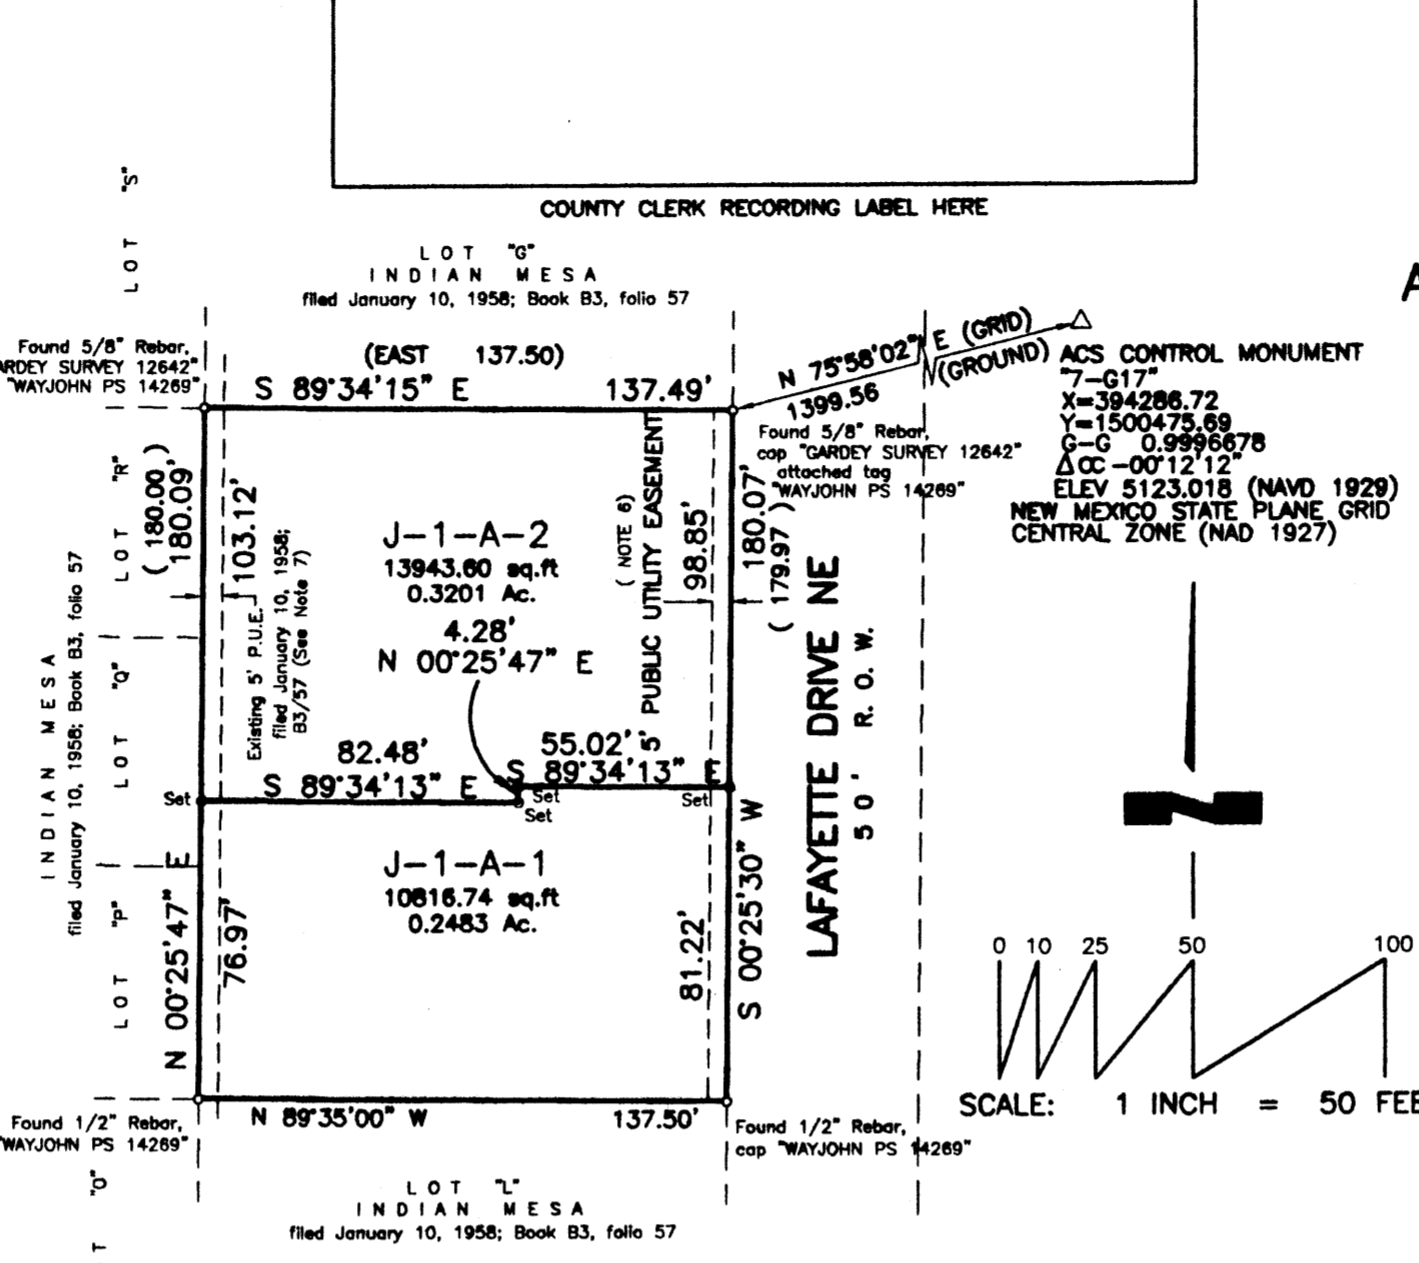 COUNTY CLERK RECORDING LABEL HERE
LOT "S"
LOT "G"
INDIAN MESA
filed January 10, 1958; Book B3, folio 57
Found 5/8" Rebar,
"WAYJOHN PS 14269"
(EAST 137.50)
S 89°34'15" E 137.49'
N 75°58'02" E (GRID)
1399.56 (GROUND)
ACS CONTROL MONUMENT
"7-G17"
X=394286.72
Y=1500475.69
G-G 0.9996678
Δ∝ -00°12'12"
ELEV 5123.018 (NAVD 1929)
NEW MEXICO STATE PLANE GRID
CENTRAL ZONE (NAD 1927)
Found 5/8" Rebar,
cap "GARDEY SURVEY 12642"
attached tag
"WAYJOHN PS 14269"
LOT "R"
(180.00)
180.09'
103.12'
Existing 5' P.U.E.
filed January 10, 1958;
B3/57 (See Note 7)
J-1-A-2
13943.60 sq.ft
0.3201 Ac.
4.28'
N 00°25'47" E
(NOTE 6)
5' PUBLIC UTILITY EASEMENT
98.85'
180.07'
(179.97)
LAFAYETTE DRIVE NE
50' R.O.W.
INDIAN MESA
filed January 10, 1958; Book B3, folio 57
LOT "Q"
82.48'
S 89°34'13" E
55.02'
S 89°34'13" E
Set
Set
Set
Set
J-1-A-1
10816.74 sq.ft
0.2483 Ac.
LOT "P"
N 00°25'47" E
76.97'
81.22'
S 00°25'30" W
N
0 10 25 50 100
SCALE: 1 INCH = 50
N 89°35'00" W 137.50'
Found 1/2" Rebar,
"WAYJOHN PS 14269"
Found 1/2" Rebar,
cap "WAYJOHN PS 14269"
"O"
LOT "L"
INDIAN MESA
filed January 10, 1958; Book B3, folio 57